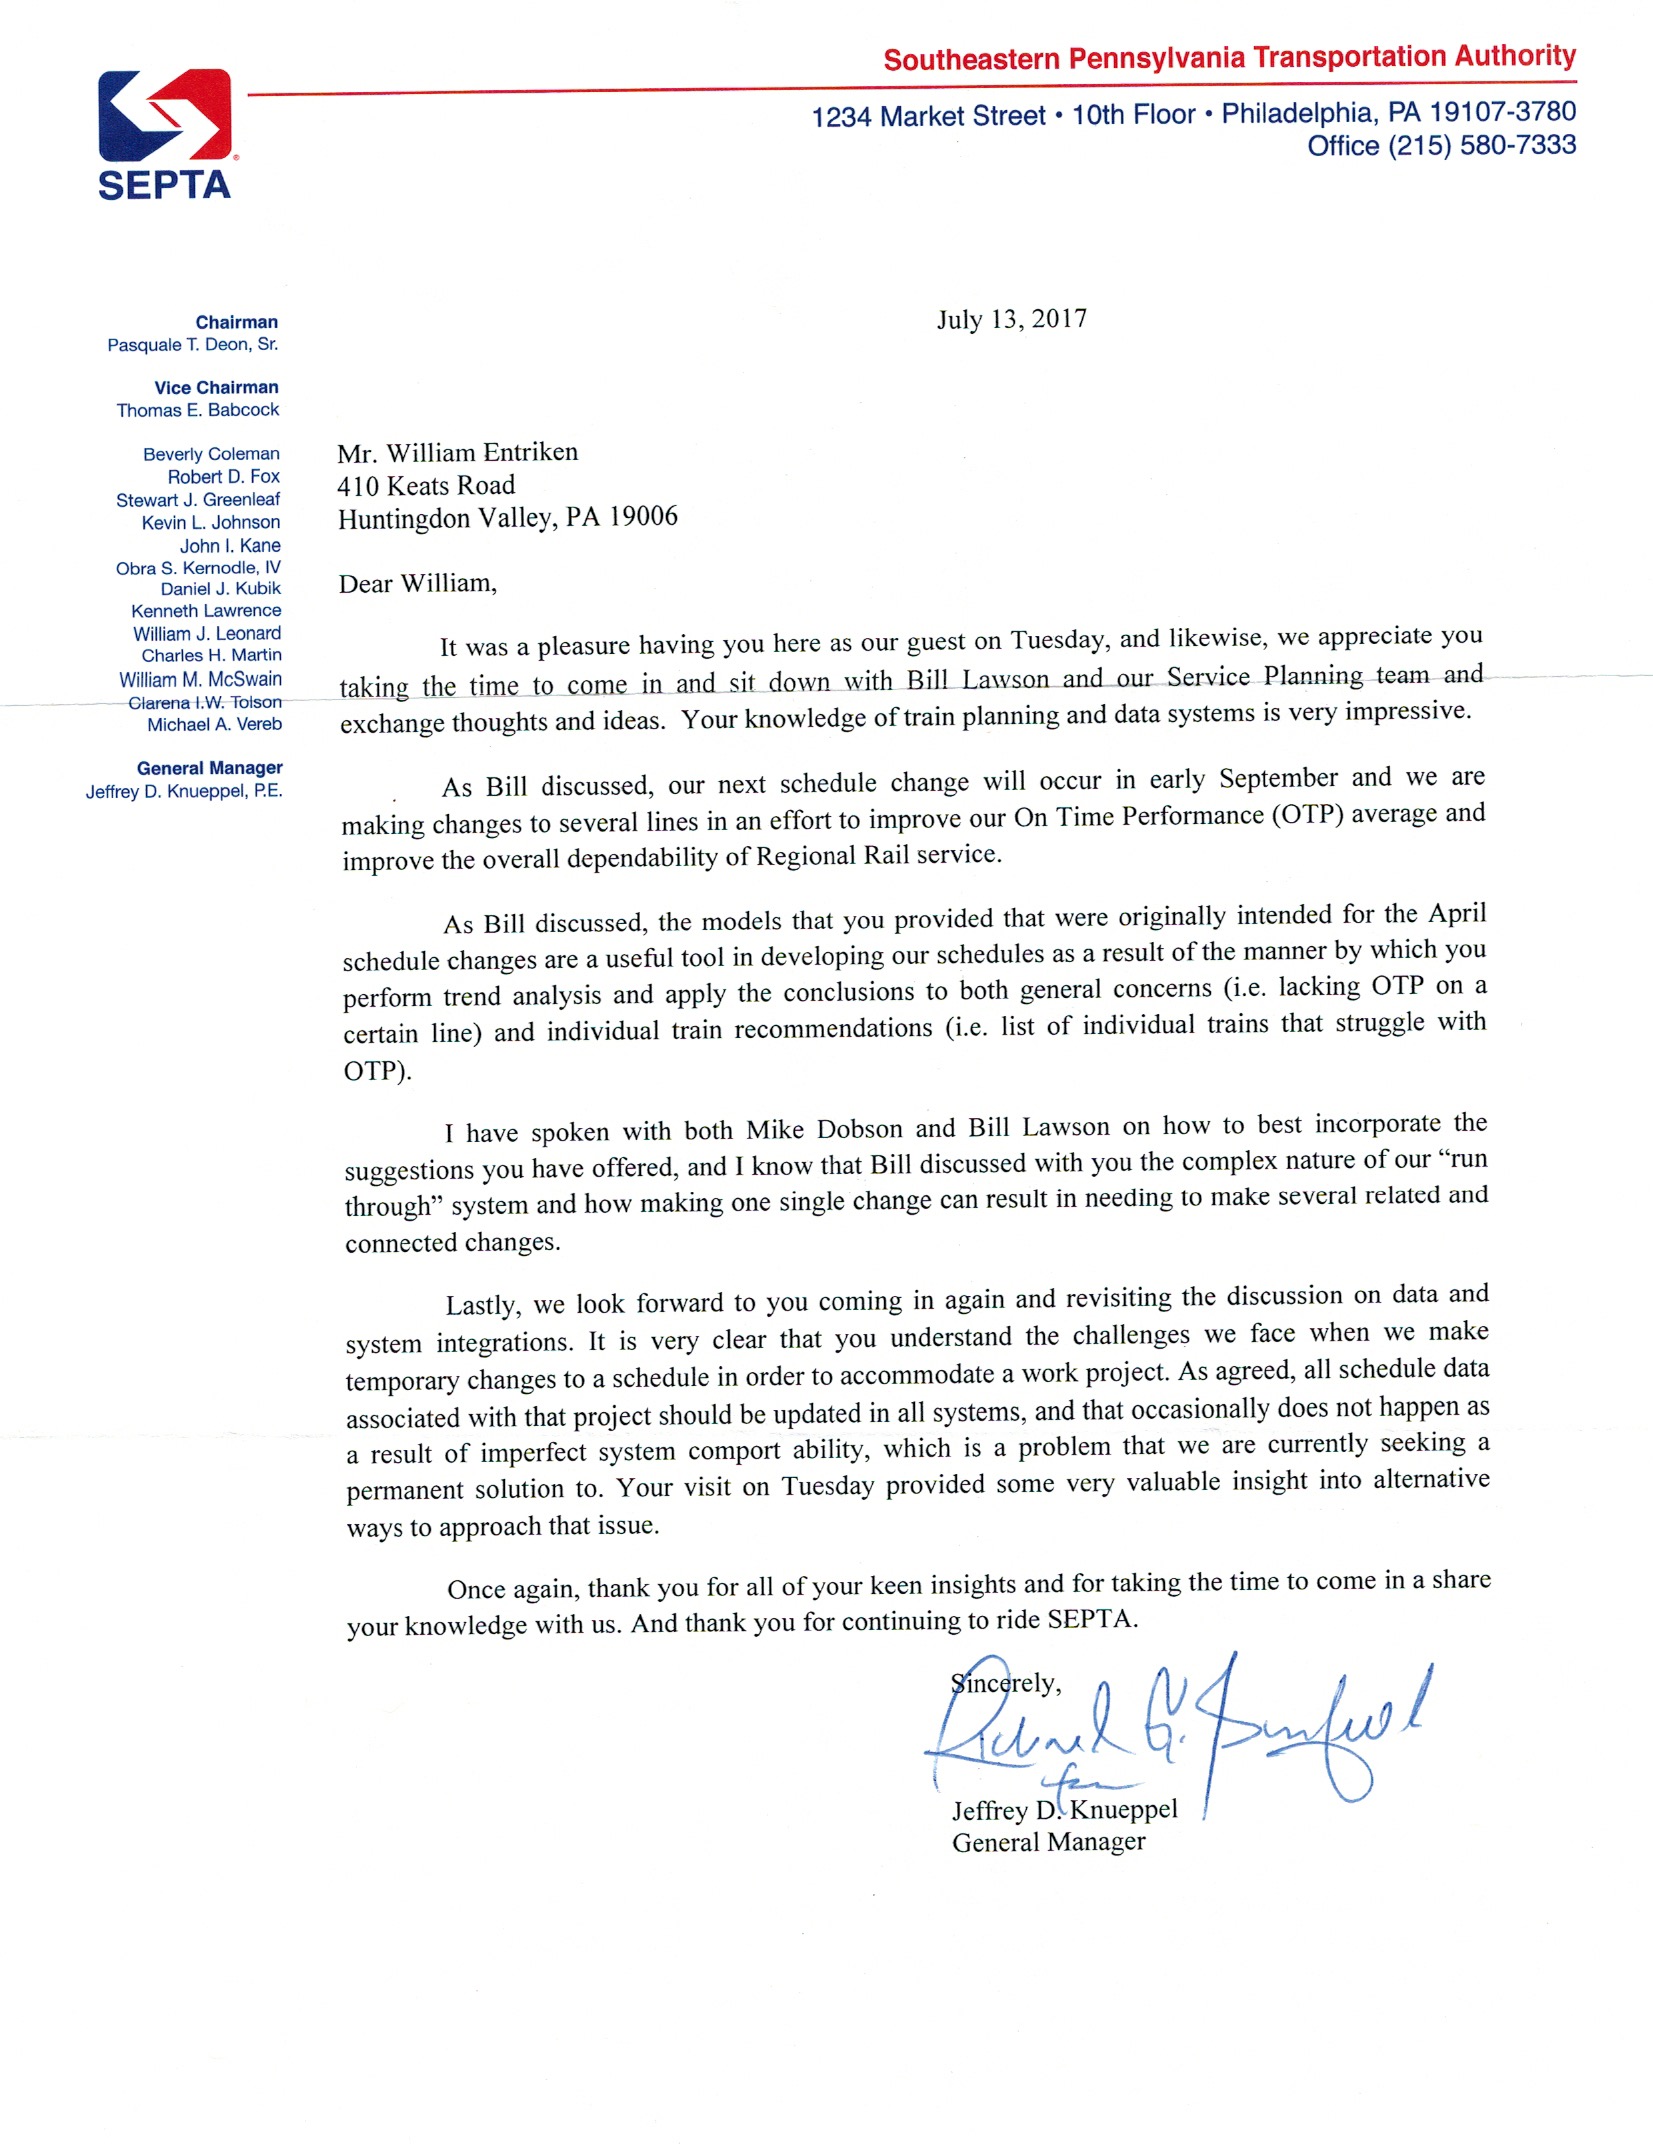 Southeastern Pennsylvania Transportation Authority
1234 Market Street • 10th Floor • Philadelphia, PA 19107-3780
Office (215) 580-7333
SEPTA
Chairman
Pasquale T. Deon, Sr.
Vice Chairman
Thomas E. Babcock
Beverly Coleman
Robert D. Fox
Stewart J. Greenleaf
Kevin L. Johnson
John I. Kane
Obra S. Kernodle, IV
Daniel J. Kubik
Kenneth Lawrence
William J. Leonard
Charles H. Martin
William M. McSwain
Clarena I.W. Tolson
Michael A. Vereb
General Manager
Jeffrey D. Knueppel, P.E.
July 13, 2017
Mr. William Entriken
410 Keats Road
Huntingdon Valley, PA 19006
Dear William,
It was a pleasure having you here as our guest on Tuesday, and likewise, we appreciate you
taking the time to come in and sit down with Bill Lawson and our Service Planning team and
exchange thoughts and ideas. Your knowledge of train planning and data systems is very impressive.
As Bill discussed, our next schedule change will occur in early September and we are
making changes to several lines in an effort to improve our On Time Performance (OTP) average and
improve the overall dependability of Regional Rail service.
As Bill discussed, the models that you provided that were originally intended for the April
schedule changes are a useful tool in developing our schedules as a result of the manner by which you
perform trend analysis and apply the conclusions to both general concerns (i.e. lacking OTP on a
certain line) and individual train recommendations (i.e. list of individual trains that struggle with
OTP).
I have spoken with both Mike Dobson and Bill Lawson on how to best incorporate the
suggestions you have offered, and I know that Bill discussed with you the complex nature of our “run
through” system and how making one single change can result in needing to make several related and
connected changes.
Lastly, we look forward to you coming in again and revisiting the discussion on data and
system integrations. It is very clear that you understand the challenges we face when we make
temporary changes to a schedule in order to accommodate a work project. As agreed, all schedule data
associated with that project should be updated in all systems, and that occasionally does not happen as
a result of imperfect system comport ability, which is a problem that we are currently seeking a
permanent solution to. Your visit on Tuesday provided some very valuable insight into alternative
ways to approach that issue.
Once again, thank you for all of your keen insights and for taking the time to come in a share
your knowledge with us. And thank you for continuing to ride SEPTA.
Sincerely,
Richard G.
for
Jeffrey D. Knueppel
General Manager